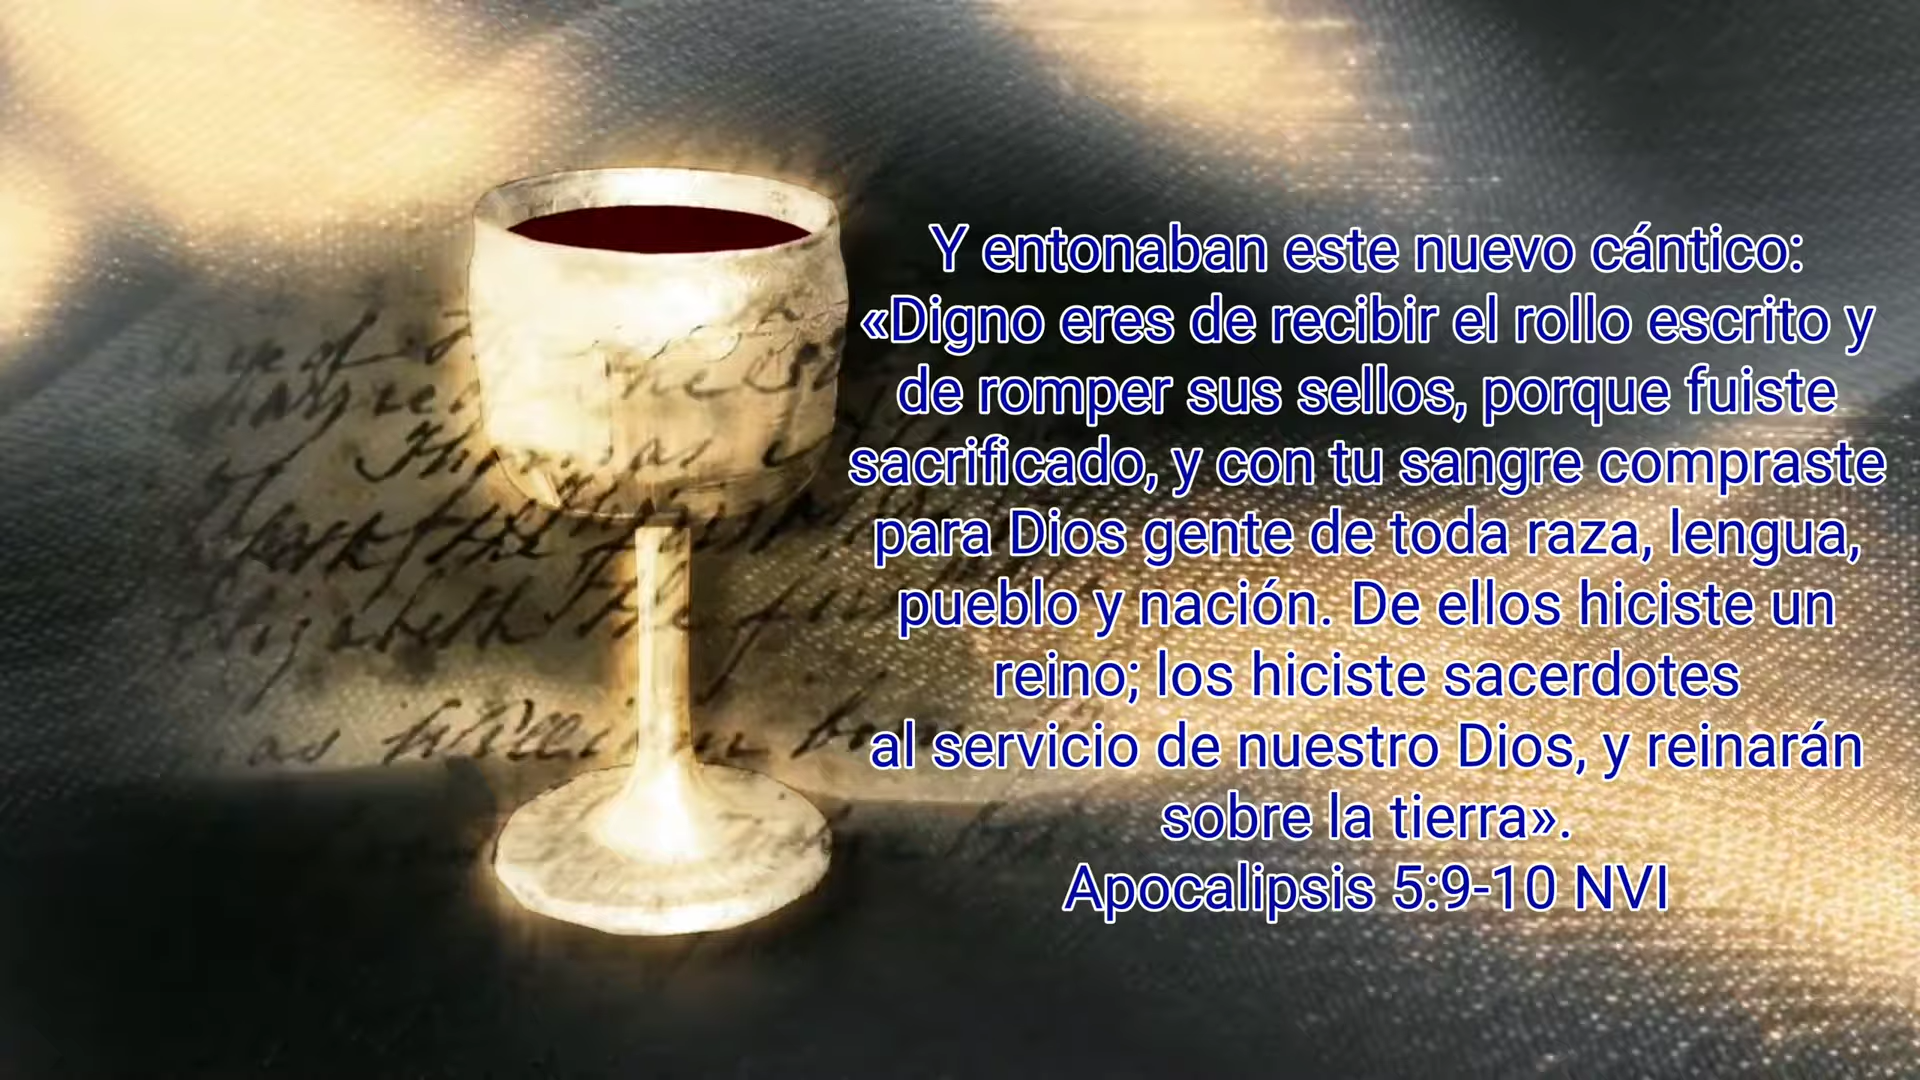 Y entonaban este nuevo cántico:
«Digno eres de recibir el rollo escrito y
de romper sus sellos, porque fuiste
sacrificado, y con tu sangre compraste
para Dios gente de toda raza, lengua,
pueblo y nación. De ellos hiciste un
reino; los hiciste sacerdotes
al servicio de nuestro Dios, y reinarán
sobre la tierra».
Apocalipsis 5:9-10 NVI